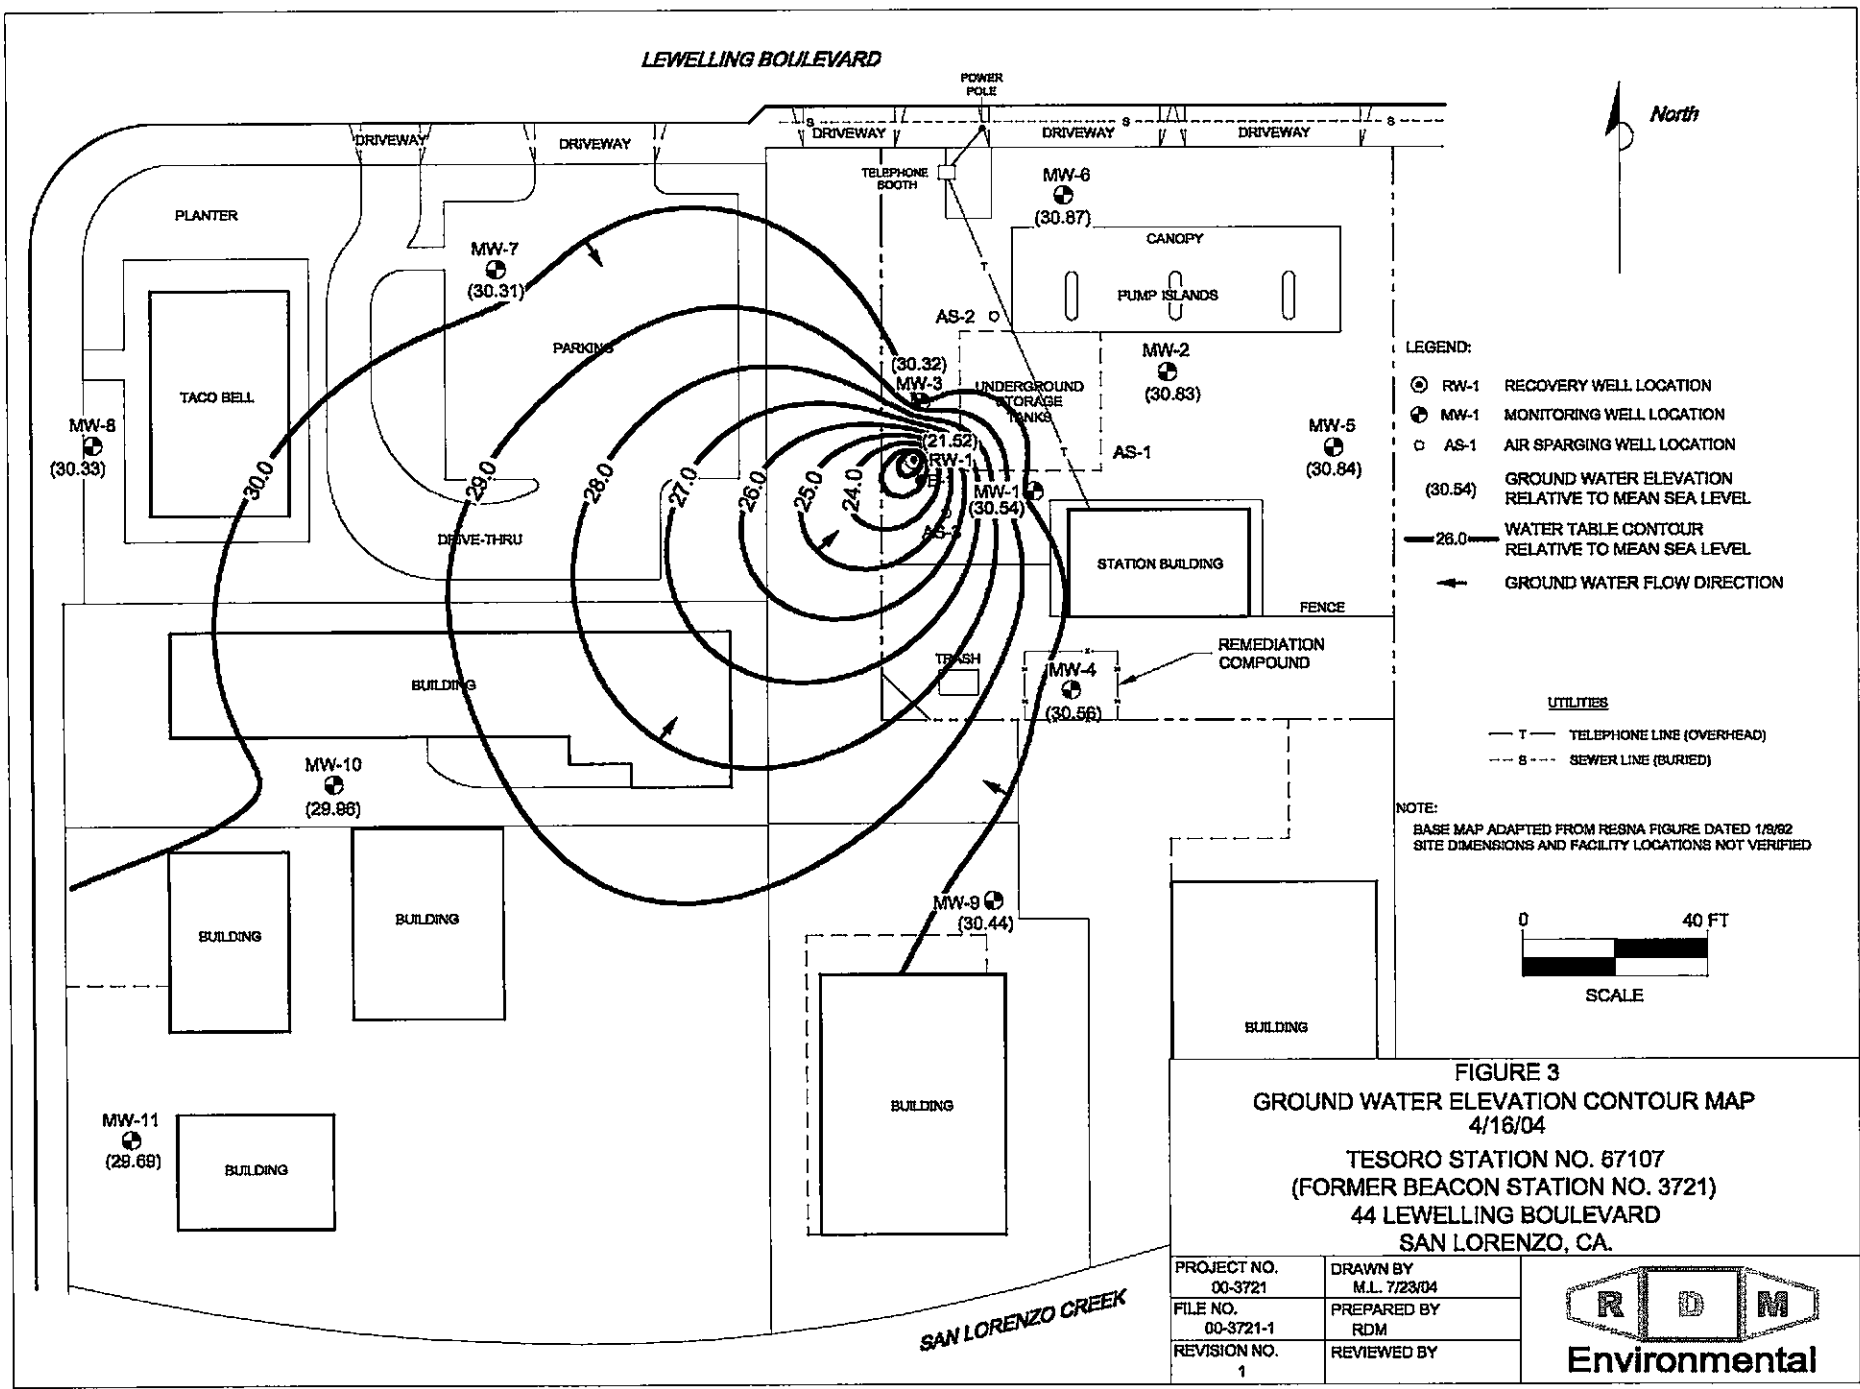 LEWELLING BOULEVARD
POWER
POLE
North
S
S
S
DRIVEWAY
DRIVEWAY
DRIVEWAY
DRIVEWAY
DRIVEWAY
TELEPHONE
BOOTH
MW-6
(30.87)
PLANTER
MW-7
(30.31)
CANOPY
T
PUMP ISLANDS
AS-2
PARKING
TACO BELL
(30.32)
MW-3
UNDERGROUND
STORAGE
TANKS
MW-2
(30.83)
T
AS-1
MW-5
(30.84)
MW-8
(30.33)
(21.52)
RW-1
30.0
29.0
28.0
27.0
26.0
25.0
24.0
MW-1
(30.54)
AS-3
DRIVE-THRU
STATION BUILDING
FENCE
LEGEND:
RW-1 RECOVERY WELL LOCATION
MW-1 MONITORING WELL LOCATION
AS-1 AIR SPARGING WELL LOCATION
(30.54) GROUND WATER ELEVATION
RELATIVE TO MEAN SEA LEVEL
26.0 WATER TABLE CONTOUR
RELATIVE TO MEAN SEA LEVEL
GROUND WATER FLOW DIRECTION
REMEDIATION
COMPOUND
TRASH
MW-4
(30.56)
BUILDING
UTILITIES
T TELEPHONE LINE (OVERHEAD)
S SEWER LINE (BURIED)
MW-10
(29.86)
NOTE:
BASE MAP ADAPTED FROM RESNA FIGURE DATED 1/9/92
SITE DIMENSIONS AND FACILITY LOCATIONS NOT VERIFIED
MW-9
(30.44)
BUILDING
BUILDING
0 40 FT
SCALE
BUILDING
BUILDING
MW-11
(29.69)
BUILDING
SAN LORENZO CREEK
FIGURE 3
GROUND WATER ELEVATION CONTOUR MAP
4/16/04
TESORO STATION NO. 67107
(FORMER BEACON STATION NO. 3721)
44 LEWELLING BOULEVARD
SAN LORENZO, CA.
PROJECT NO.
00-3721
DRAWN BY
M.L. 7/23/04
FILE NO.
00-3721-1
PREPARED BY
RDM
REVISION NO.
1
REVIEWED BY
R D M
Environmental